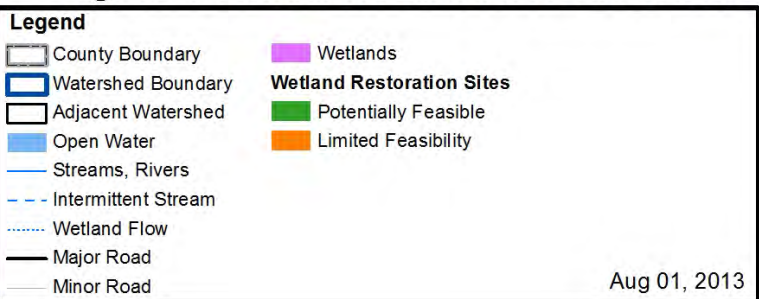 Legend
County Boundary
Watershed Boundary
Adjacent Watershed
Open Water
Streams, Rivers
Intermittent Stream
Wetland Flow
Major Road
Minor Road
Wetlands
Wetland Restoration Sites
Potentially Feasible
Limited Feasibility
Aug 01, 2013